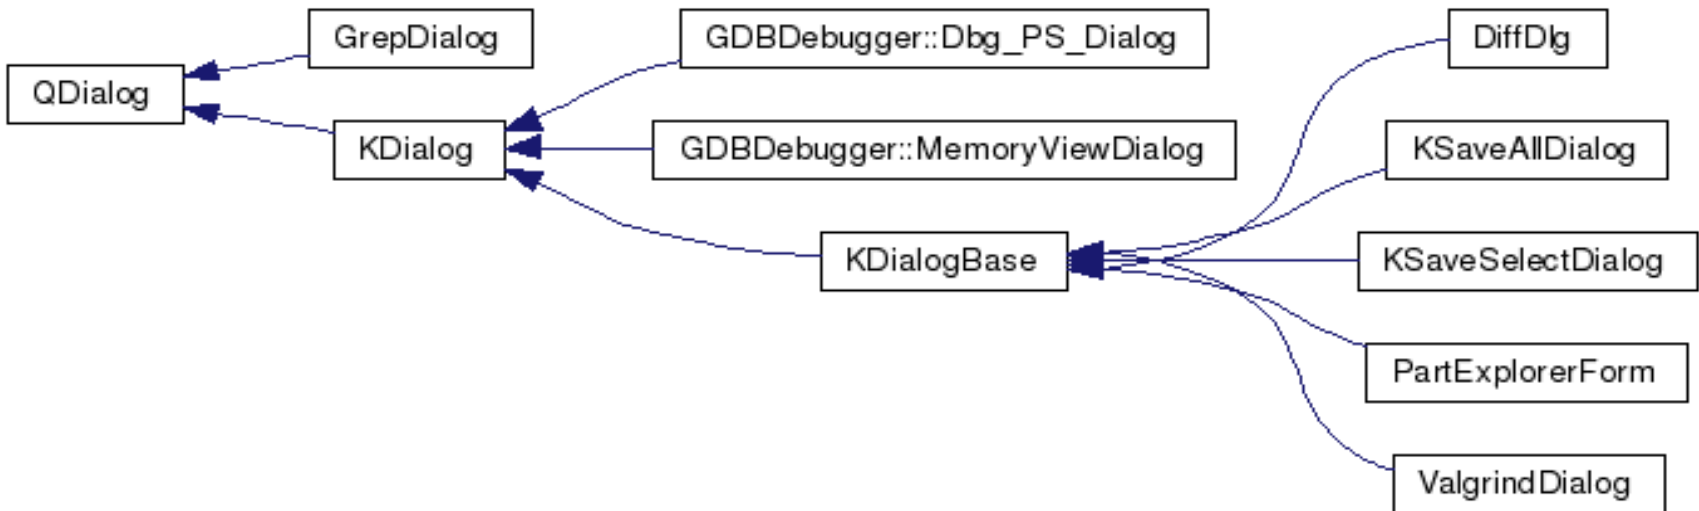 QDialog
GrepDialog
KDialog
GDBDebugger::Dbg_PS_Dialog
GDBDebugger::MemoryViewDialog
KDialogBase
DiffDlg
KSaveAllDialog
KSaveSelectDialog
PartExplorerForm
ValgrindDialog